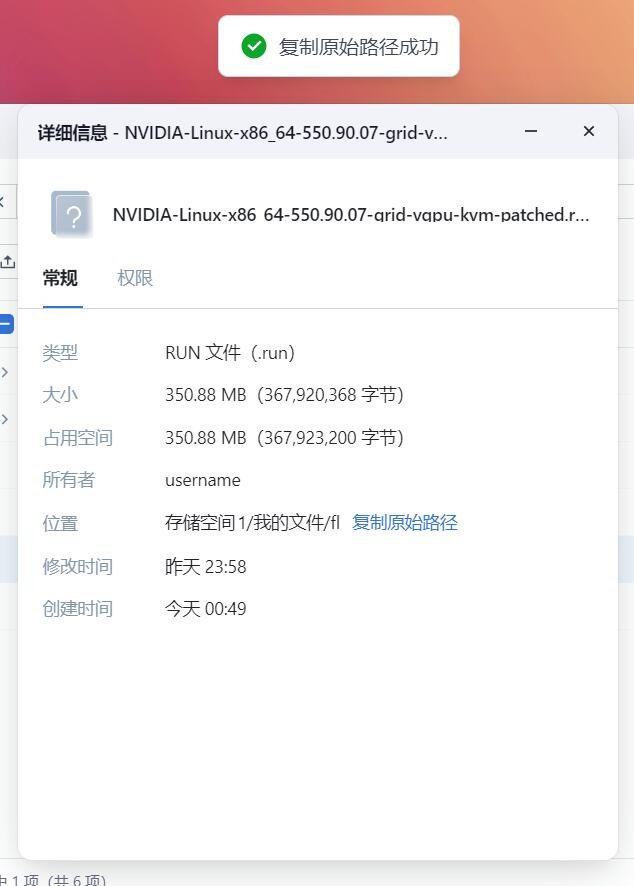 复制原始路径成功
详细信息 - NVIDIA-Linux-x86_64-550.90.07-grid-v...
NVIDIA-Linux-x86_64-550.90.07-grid-vgpu-kvm-patched.r...
常规 权限
类型 RUN 文件（.run）
大小 350.88 MB（367,920,368 字节）
占用空间 350.88 MB（367,923,200 字节）
所有者 username
位置 存储空间1/我的文件/fl 复制原始路径
修改时间 昨天 23:58
创建时间 今天 00:49
中 1 项（共 6 项）